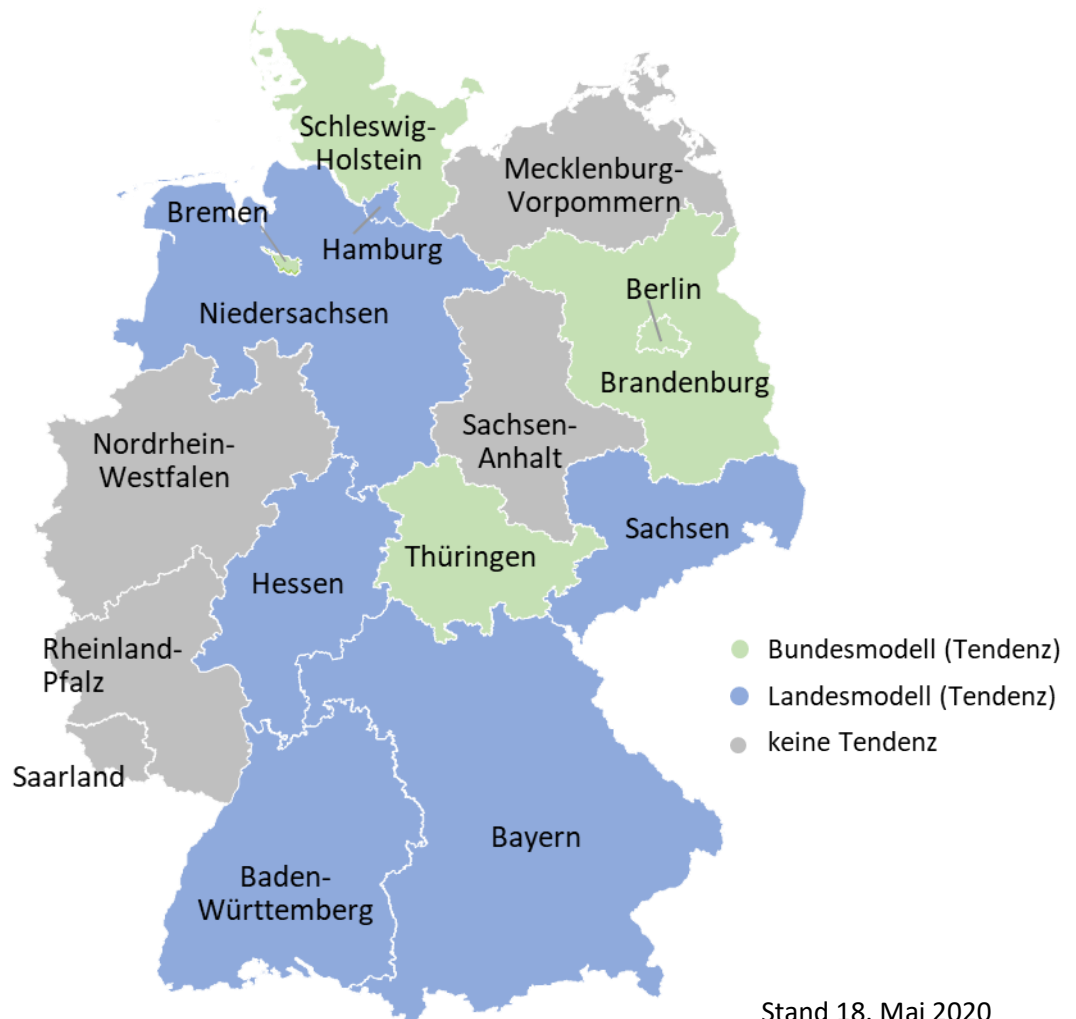 Schleswig-
Holstein
Mecklenburg-
Vorpommern
Bremen
Hamburg
Berlin
Niedersachsen
Brandenburg
Nordrhein-
Westfalen
Sachsen-
Anhalt
Sachsen
Thüringen
Hessen
Rheinland-
Pfalz
Bundesmodell (Tendenz)
Landesmodell (Tendenz)
keine Tendenz
Saarland
Bayern
Baden-
Württemberg
Stand 18. Mai 2020